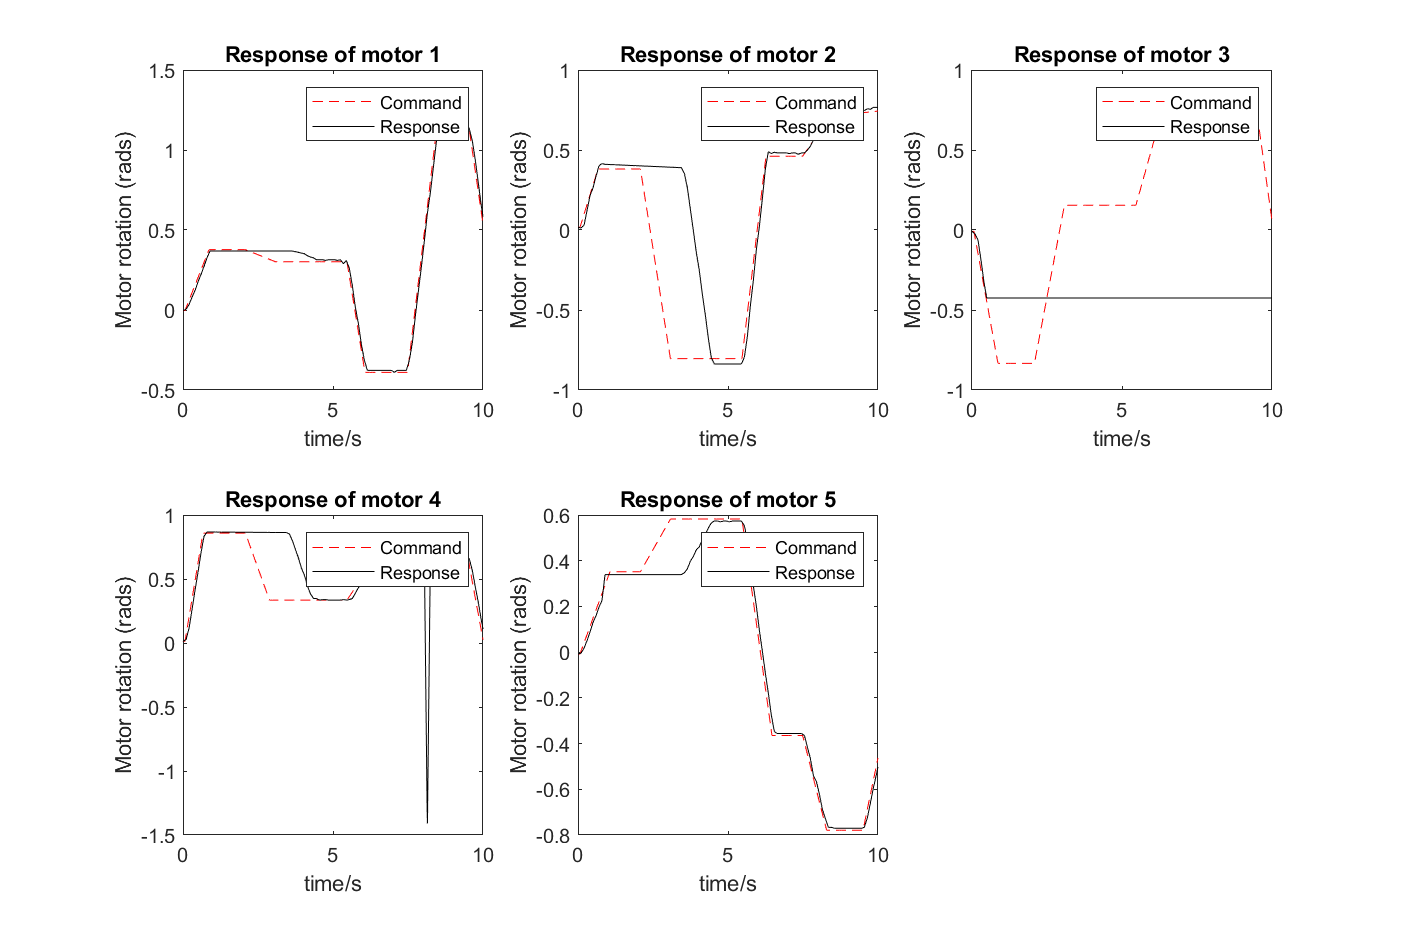 Response of motor 1
1.5
1
0.5
0
-0.5
Motor rotation (rads)
Command
Response
0 5 10
time/s
Response of motor 2
1
0.5
0
-0.5
-1
Motor rotation (rads)
Command
Response
0 5 10
time/s
Response of motor 3
1
0.5
0
-0.5
-1
Motor rotation (rads)
Command
Response
0 5 10
time/s
Response of motor 4
1
0.5
0
-0.5
-1
-1.5
Motor rotation (rads)
Command
Response
0 5 10
time/s
Response of motor 5
0.6
0.4
0.2
0
-0.2
-0.4
-0.6
-0.8
Motor rotation (rads)
Command
Response
0 5 10
time/s